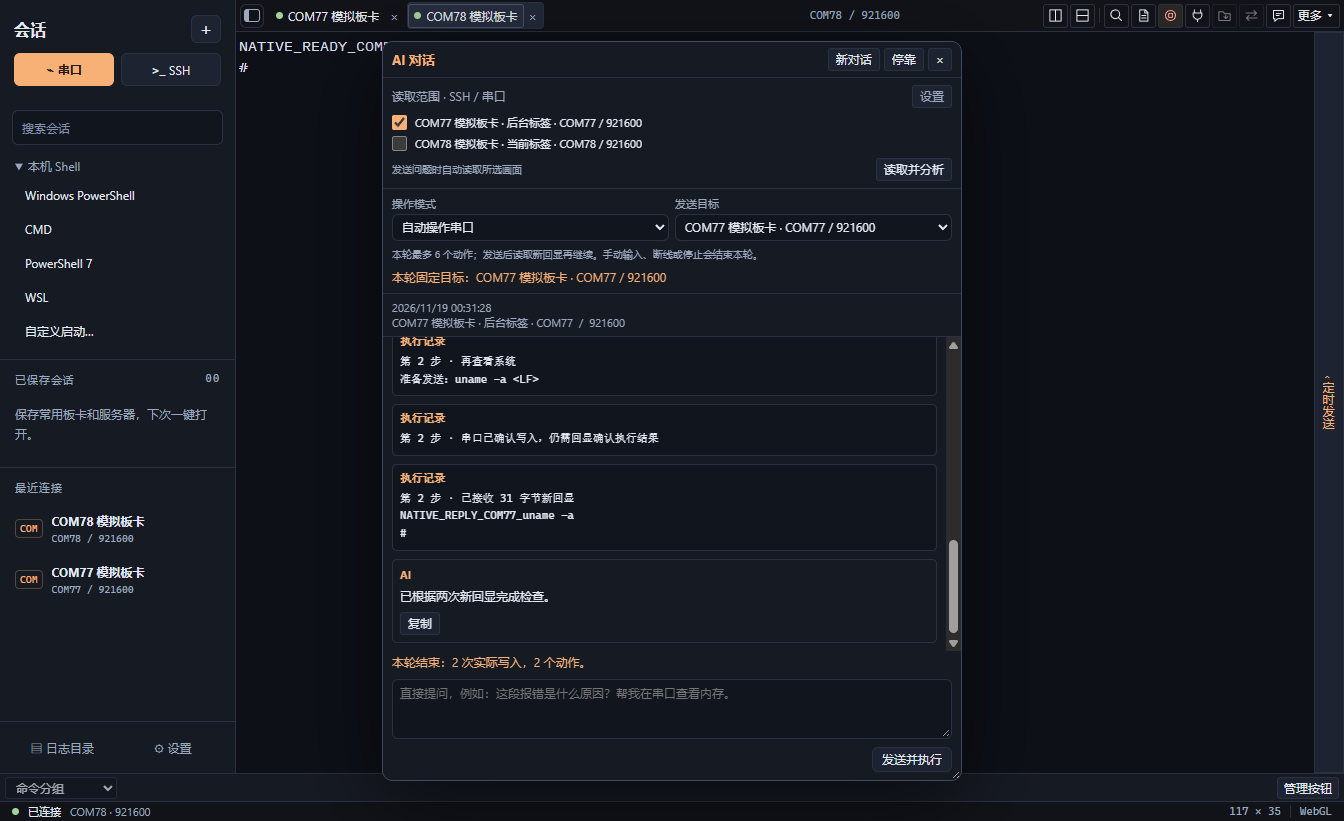 会话
+
串口
>_ SSH
搜索会话
▼ 本机 Shell
Windows PowerShell
CMD
PowerShell 7
WSL
自定义启动...
已保存会话
00
保存常用板卡和服务器，下次一键打
开。
最近连接
COM
COM78 模拟板卡
COM78 / 921600
COM
COM77 模拟板卡
COM77 / 921600
日志目录
设置
COM77 模拟板卡 ×
COM78 模拟板卡 ×
COM78 / 921600
更多
NATIVE_READY_COM
#
AI 对话
新对话
停靠
×
读取范围 · SSH / 串口
设置
COM77 模拟板卡 · 后台标签 · COM77 / 921600
COM78 模拟板卡 · 当前标签 · COM78 / 921600
发送问题时自动读取所选画面
读取并分析
操作模式
发送目标
自动操作串口
COM77 模拟板卡 · COM77 / 921600
本轮最多 6 个动作；发送后读取新回显再继续。手动输入、断线或停止会结束本轮。
本轮固定目标：COM77 模拟板卡 · COM77 / 921600
2026/11/19 00:31:28
COM77 模拟板卡 · 后台标签 · COM77 / 921600
执行记录
第 2 步 · 再查看系统
准备发送：uname -a <LF>
执行记录
第 2 步 · 串口已确认写入，仍需回显确认执行结果
执行记录
第 2 步 · 已接收 31 字节新回显
NATIVE_REPLY_COM77_uname -a
#
AI
已根据两次新回显完成检查。
复制
本轮结束：2 次实际写入，2 个动作。
直接提问，例如：这段报错是什么原因？帮我在串口查看内存。
发送并执行
定时发送
命令分组
管理按钮
已连接
COM78 · 921600
117 × 35
WebGL